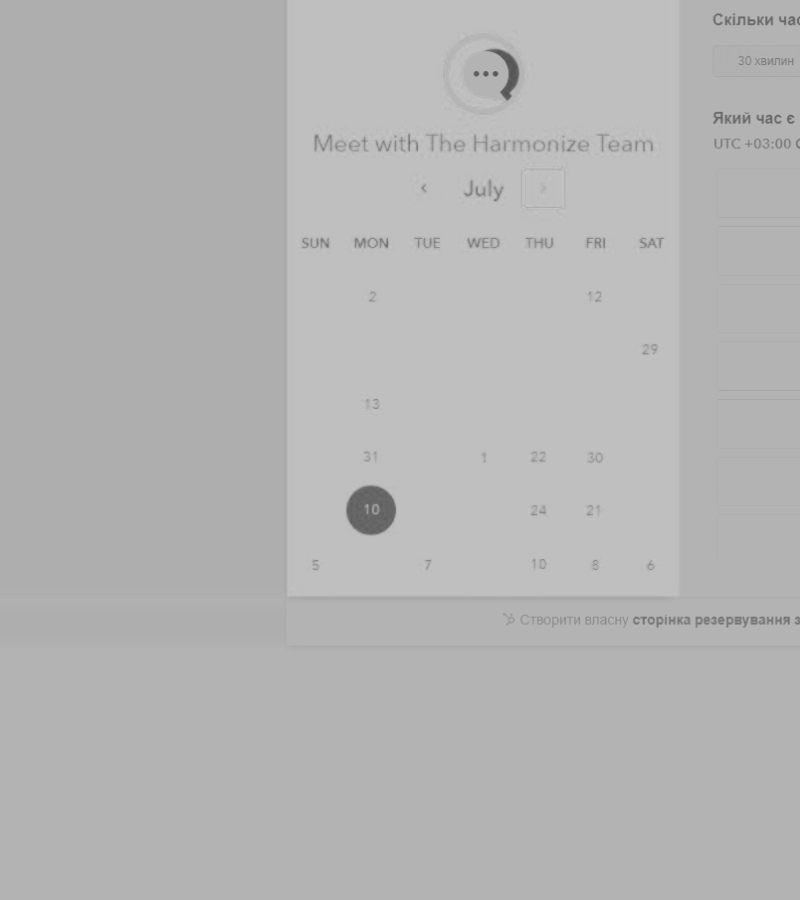 Meet with The Harmonize Team
July
SUN MON TUE WED THU FRI SAT
2 12
29
13
31 1 22 30
10 24 21
5 7 10 8 6
Скільки
30 хвилин
Який час є
UTC +03:00
Створити власну сторінка резервування